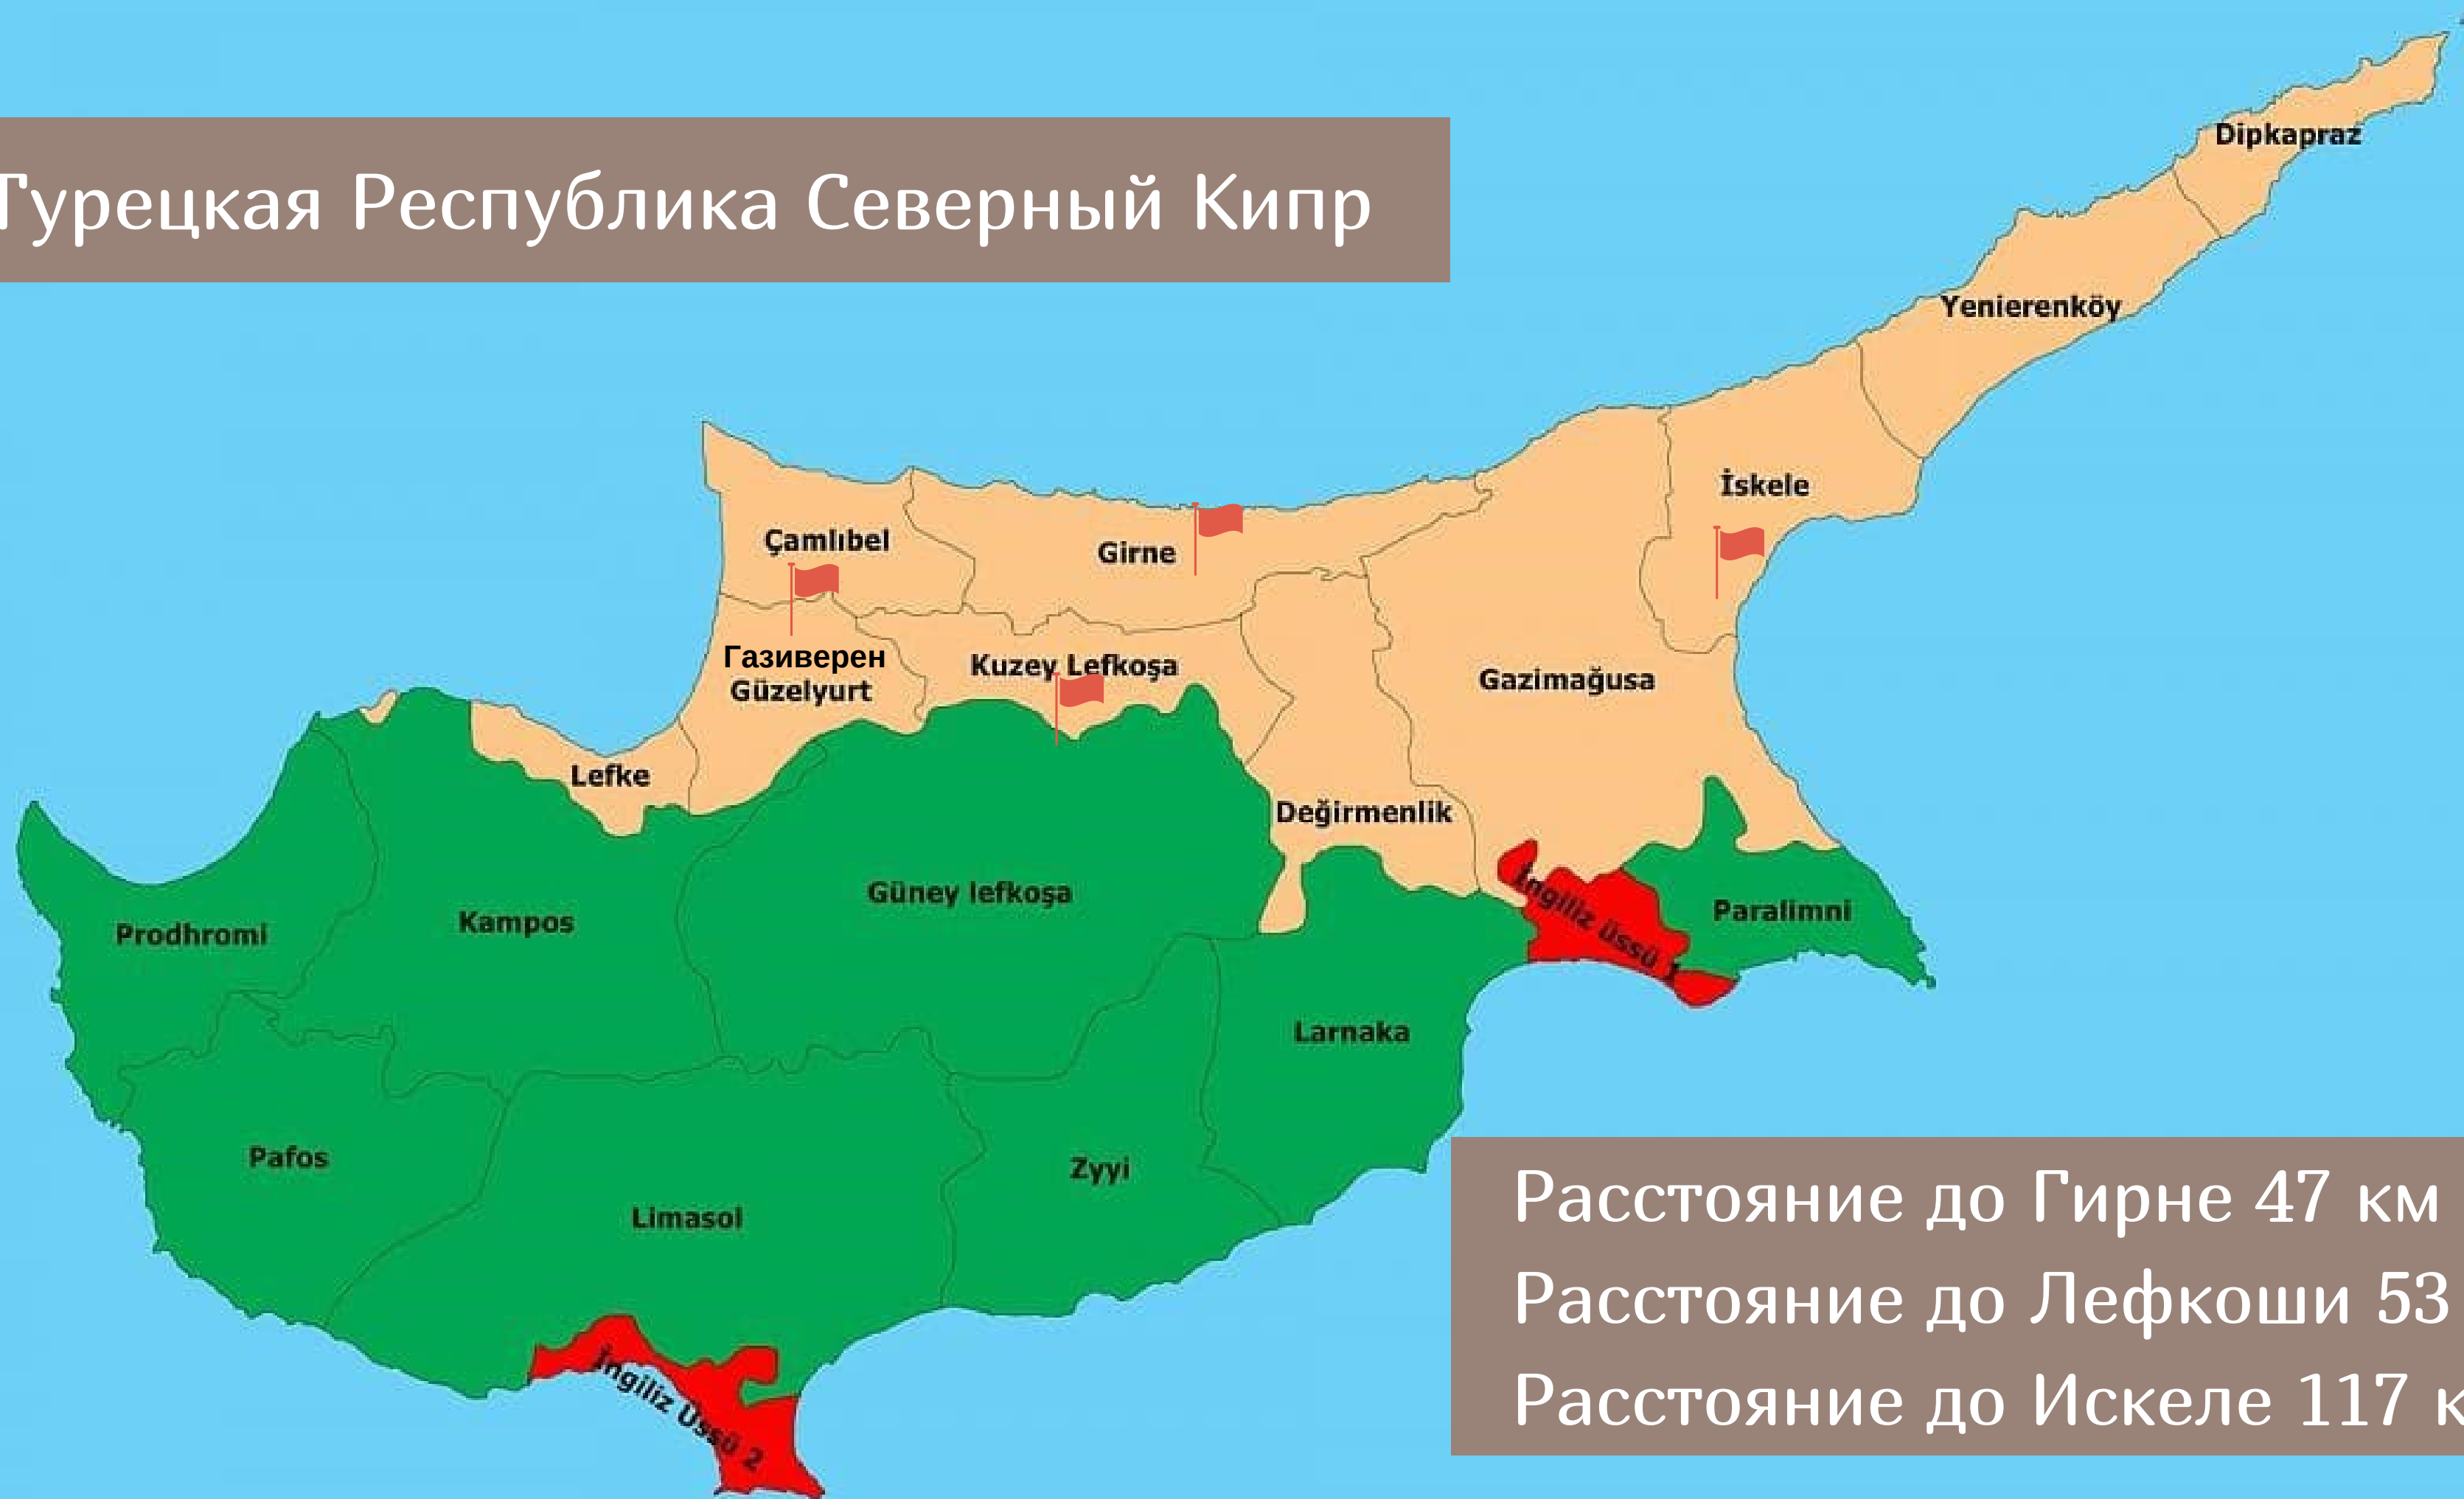 Турецкая Республика Северный Кипр
Dipkapraz
Yenierenköy
İskele
Çamlıbel
Girne
Газиверен
Güzelyurt
Kuzey Lefkoşa
Gazimağusa
Lefke
Değirmenlik
Güney lefkoşa
İngiliz üssü 1
Paralimni
Prodhromi
Kampos
Larnaka
Pafos
Zyyi
Limasol
İngiliz Üssü 2
Расстояние до Гирне 47 км
Расстояние до Лефкоши 53
Расстояние до Искеле 117 к